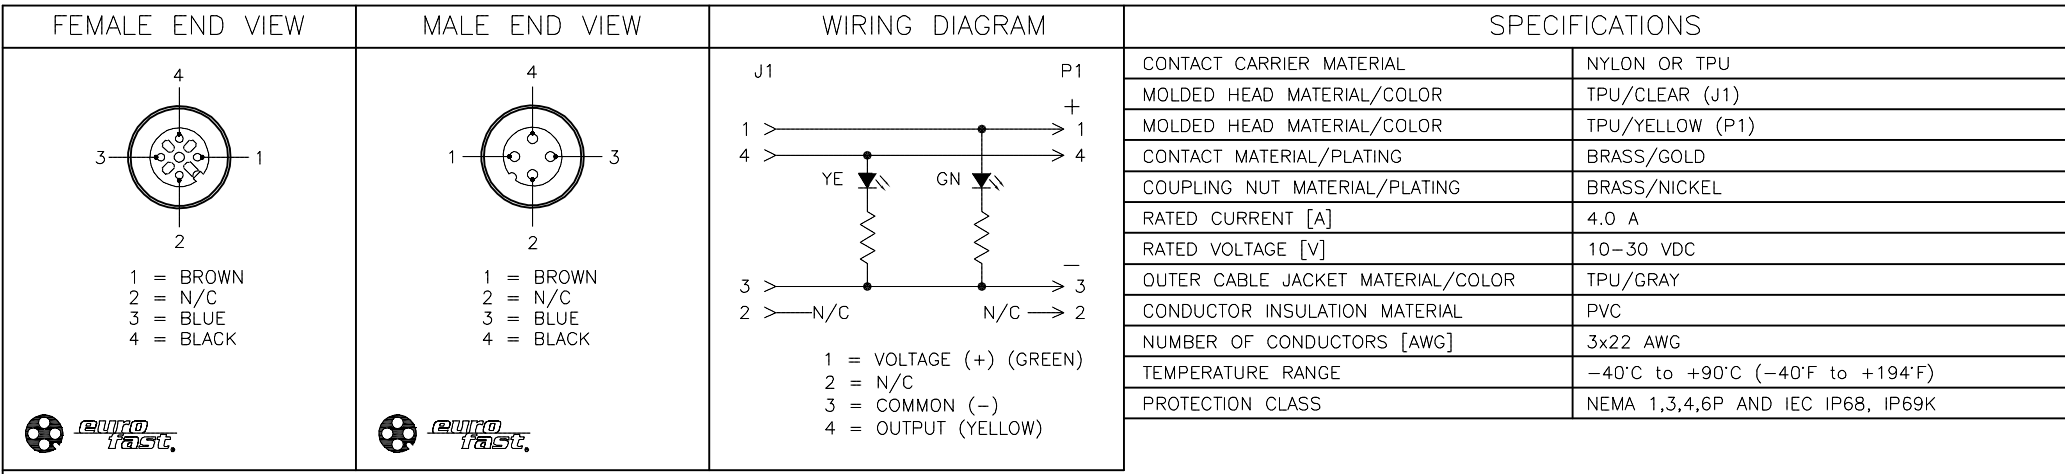 FEMALE END VIEW
4
3
1
2
1 = BROWN
2 = N/C
3 = BLUE
4 = BLACK
euro
fast.
MALE END VIEW
4
1
3
2
1 = BROWN
2 = N/C
3 = BLUE
4 = BLACK
euro
fast.
WIRING DIAGRAM
J1 P1
+
1 1
4 4
YE GN
−
3 3
2 N/C N/C 2
1 = VOLTAGE (+) (GREEN)
2 = N/C
3 = COMMON (−)
4 = OUTPUT (YELLOW)
SPECIFICATIONS
CONTACT CARRIER MATERIAL NYLON OR TPU
MOLDED HEAD MATERIAL/COLOR TPU/CLEAR (J1)
MOLDED HEAD MATERIAL/COLOR TPU/YELLOW (P1)
CONTACT MATERIAL/PLATING BRASS/GOLD
COUPLING NUT MATERIAL/PLATING BRASS/NICKEL
RATED CURRENT [A] 4.0 A
RATED VOLTAGE [V] 10−30 VDC
OUTER CABLE JACKET MATERIAL/COLOR TPU/GRAY
CONDUCTOR INSULATION MATERIAL PVC
NUMBER OF CONDUCTORS [AWG] 3x22 AWG
TEMPERATURE RANGE −40°C to +90°C (−40°F to +194°F)
PROTECTION CLASS NEMA 1,3,4,6P AND IEC IP68, IP69K